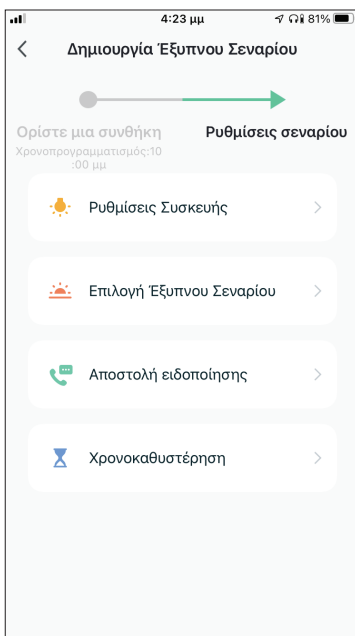 4:23 μμ 81%
Δημιουργία Έξυπνου Σεναρίου
Ορίστε μια συνθήκη Ρυθμίσεις σεναρίου
Χρονοπρογραμματισμός:10
:00 μμ
Ρυθμίσεις Συσκευής
Επιλογή Έξυπνου Σεναρίου
Αποστολή ειδοποίησης
Χρονοκαθυστέρηση